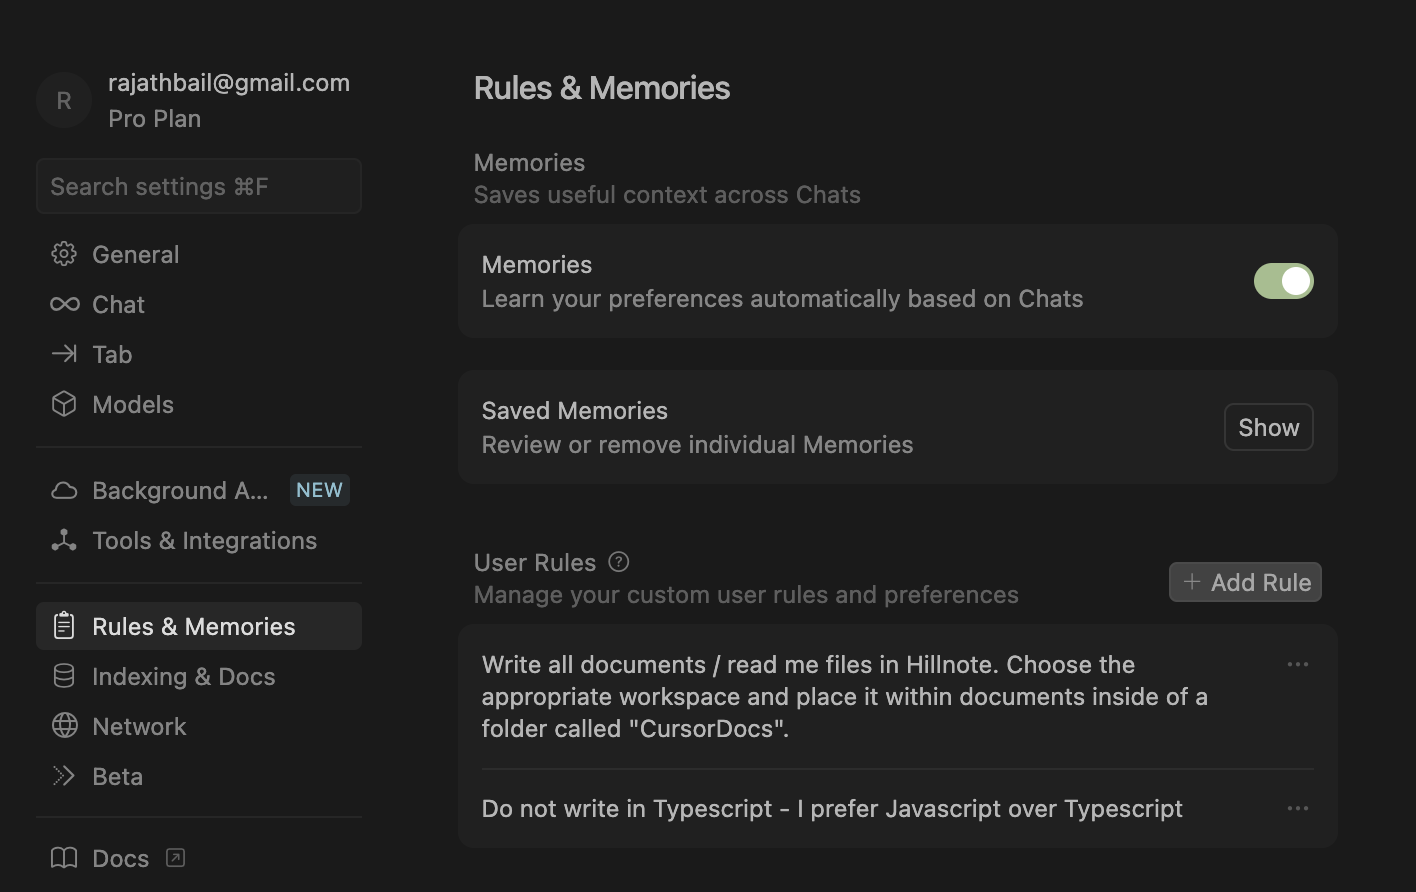 R
rajathbail@gmail.com
Pro Plan
Search settings ⌘F
General
Chat
Tab
Models
Background A...
NEW
Tools & Integrations
Rules & Memories
Indexing & Docs
Network
Beta
Docs
Rules & Memories
Memories
Saves useful context across Chats
Memories
Learn your preferences automatically based on Chats
Saved Memories
Review or remove individual Memories
Show
User Rules
Manage your custom user rules and preferences
+ Add Rule
Write all documents / read me files in Hillnote. Choose the
appropriate workspace and place it within documents inside of a
folder called "CursorDocs".
Do not write in Typescript - I prefer Javascript over Typescript